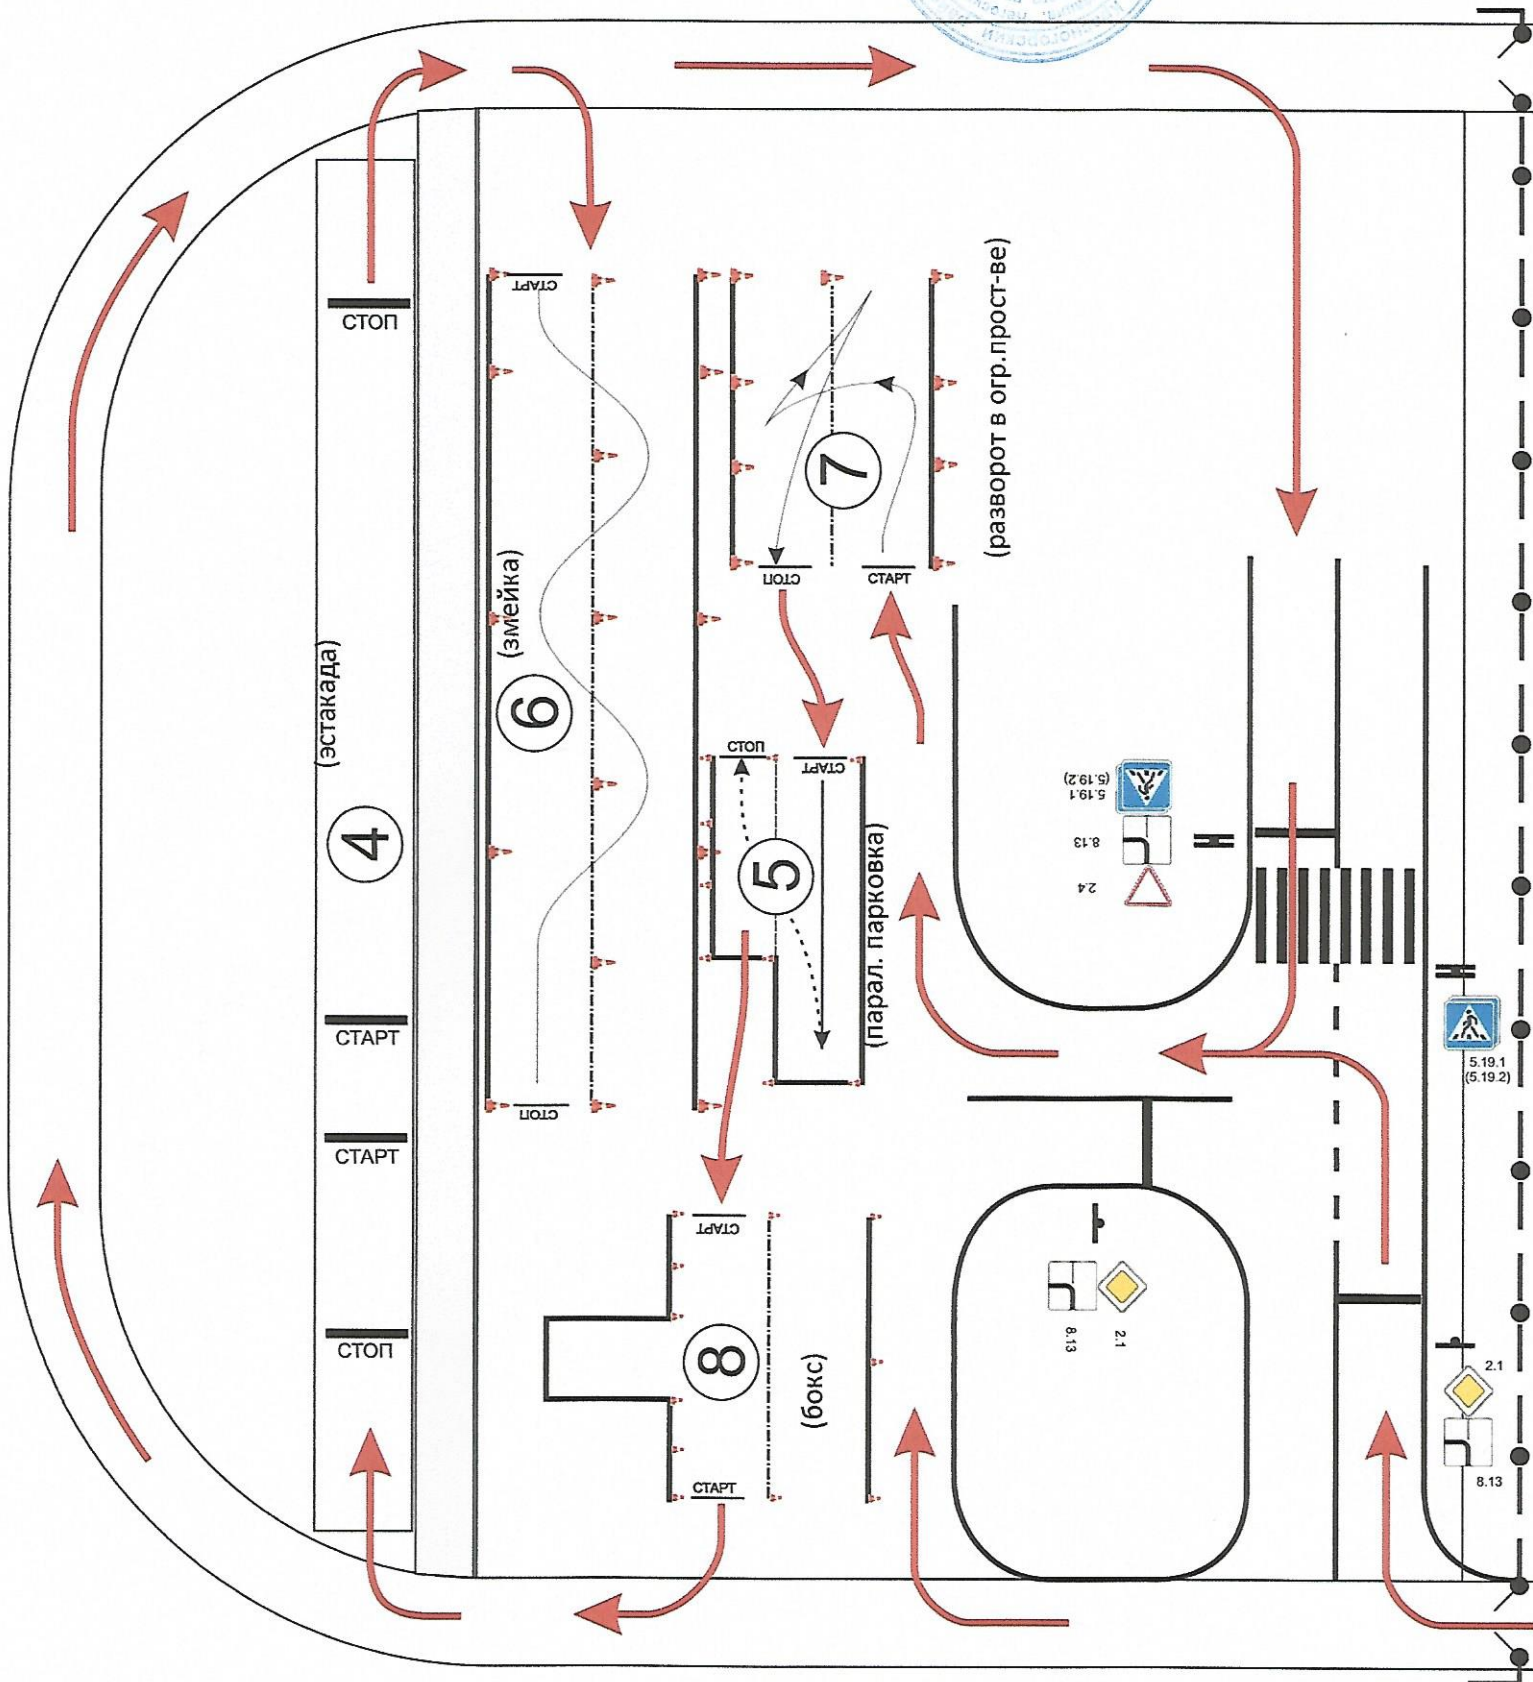 СТОП
(эстакада)
4
СТАРТ
СТАРТ
СТОП
СТАРТ
(змейка)
6
СТОП
7
(разворот в огр.прост-ве)
СТОП
СТАРТ
СТОП
СТАРТ
5
(парал. парковка)
СТАРТ
8
(бокс)
СТАРТ
5.19.1
(5.19.2)
8.13
2.4
5.19.1
(5.19.2)
8.13
2.1
2.1
8.13